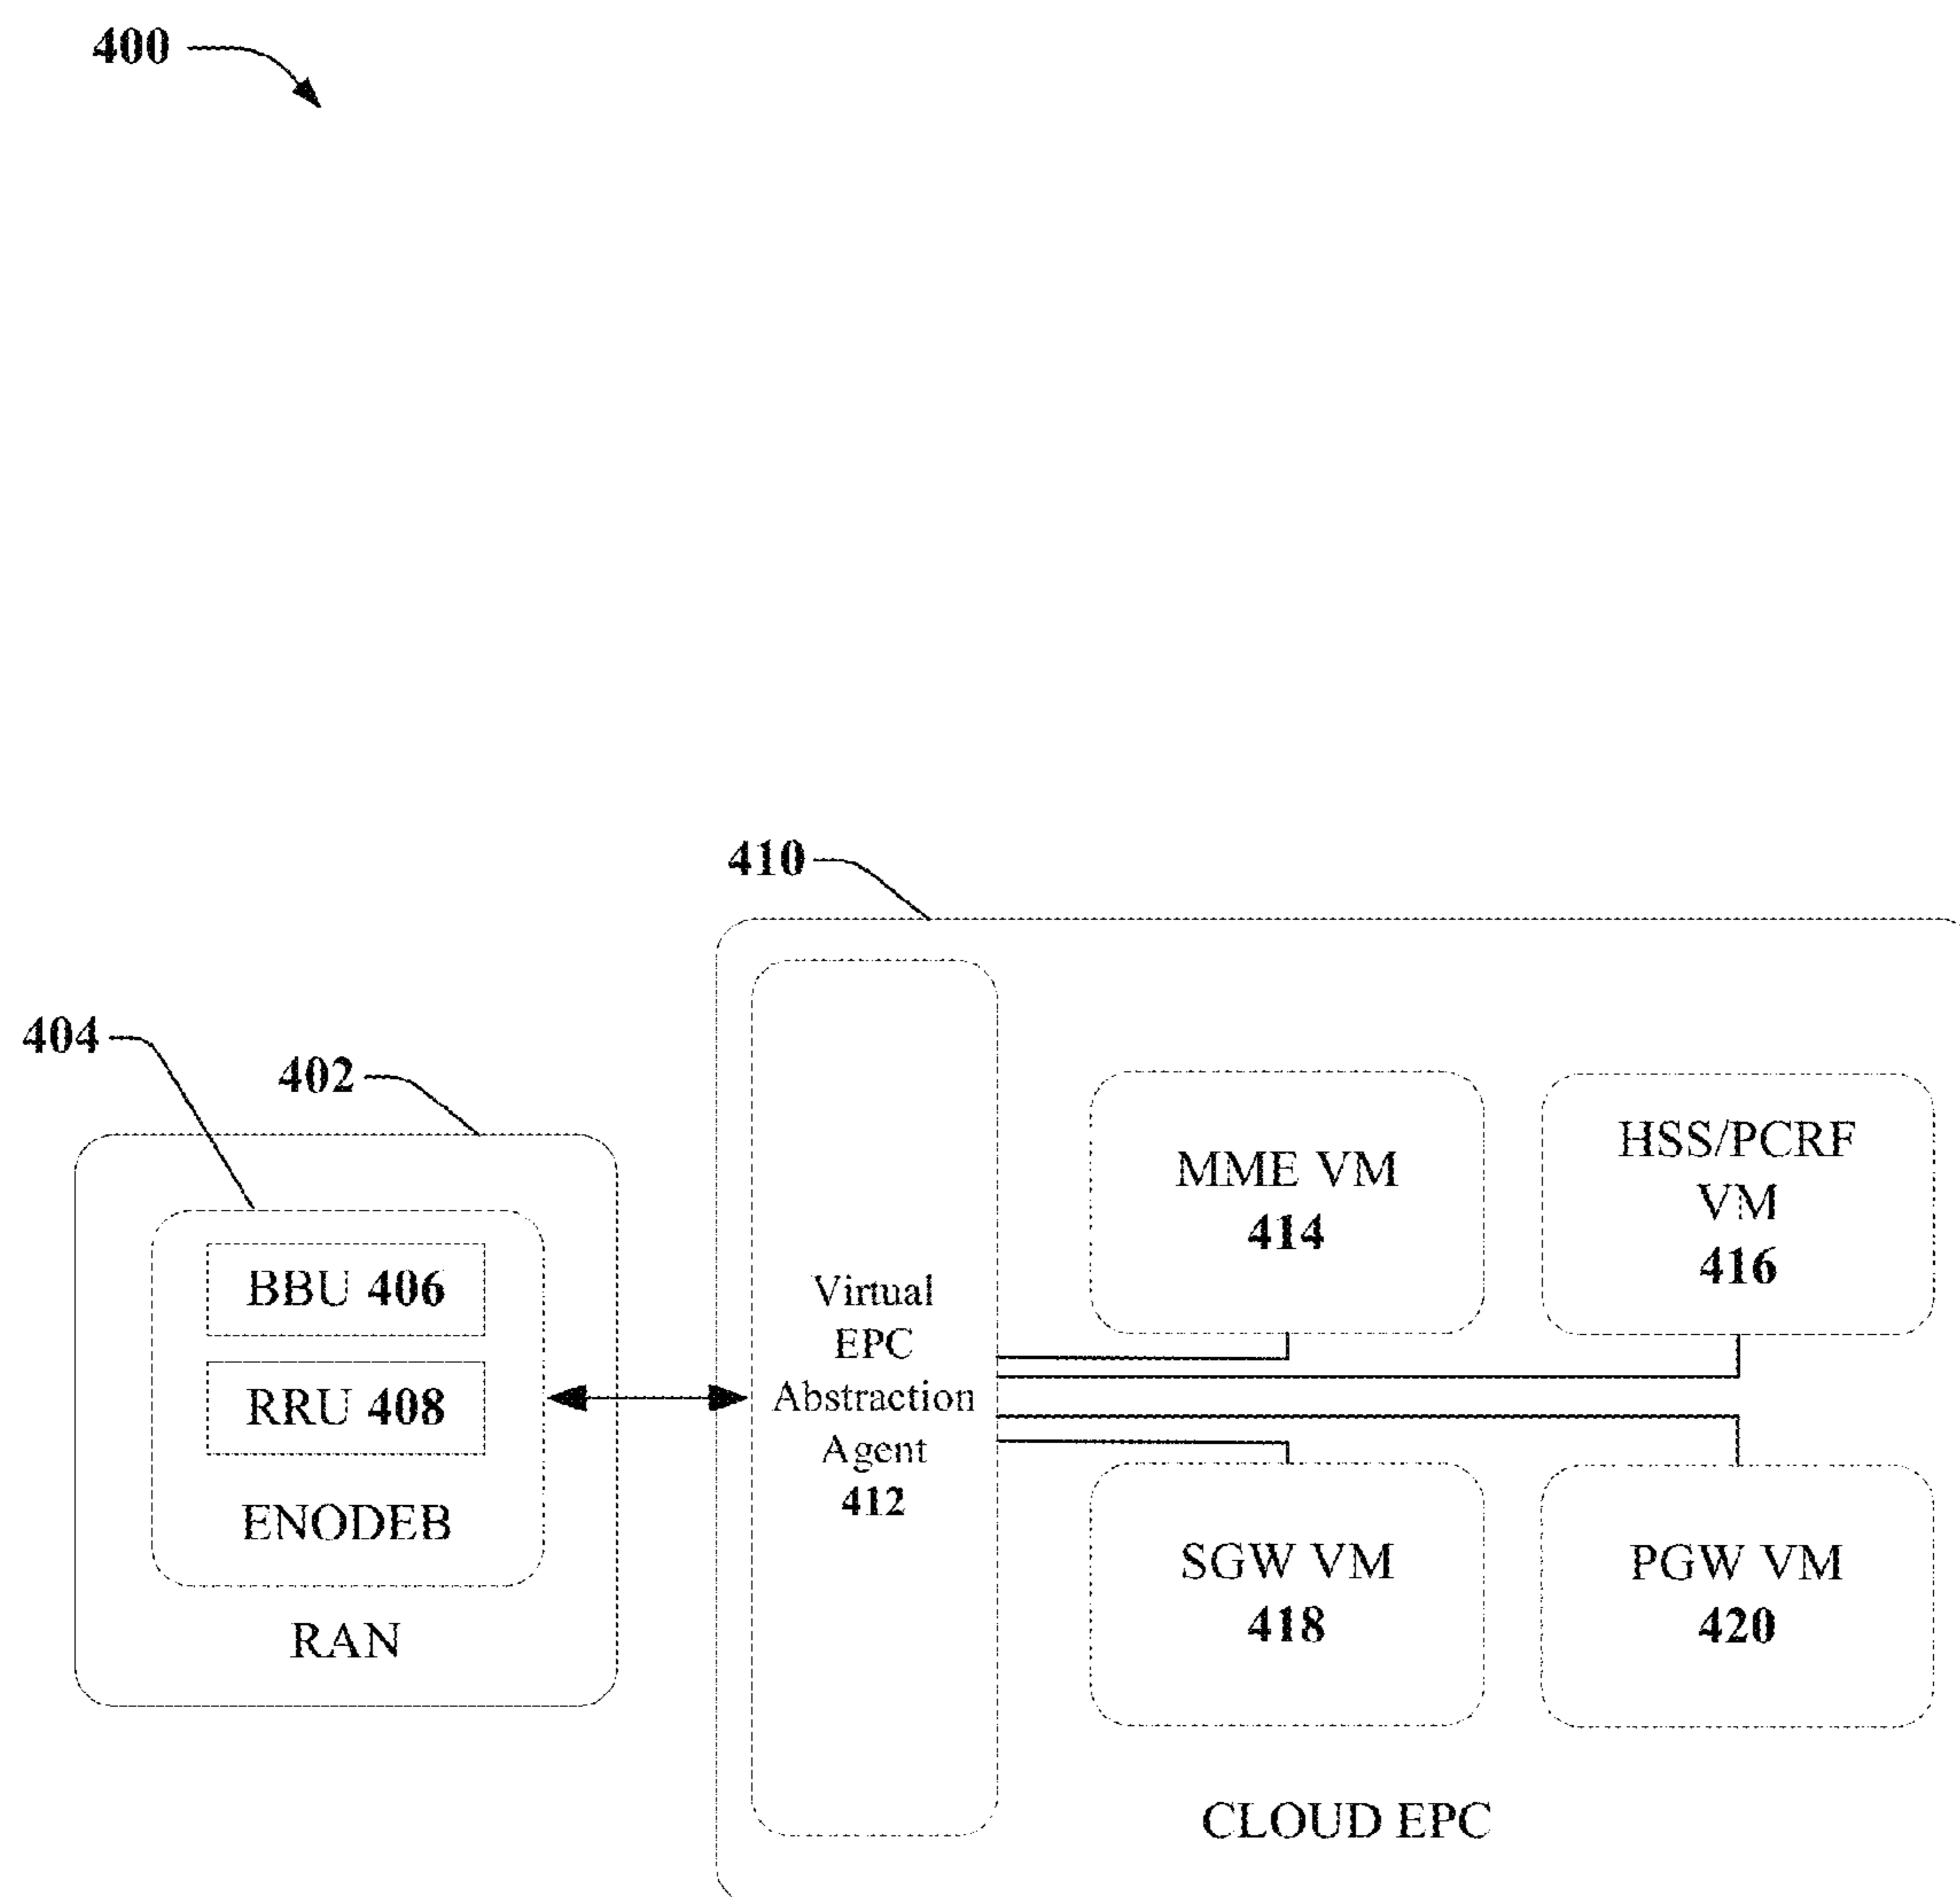 400
410
404
402
MME VM
414
HSS/PCRF
VM
416
BBU 406
RRU 408
ENODEB
RAN
Virtual
EPC
Abstraction
Agent
412
SGW VM
418
PGW VM
420
CLOUD EPC